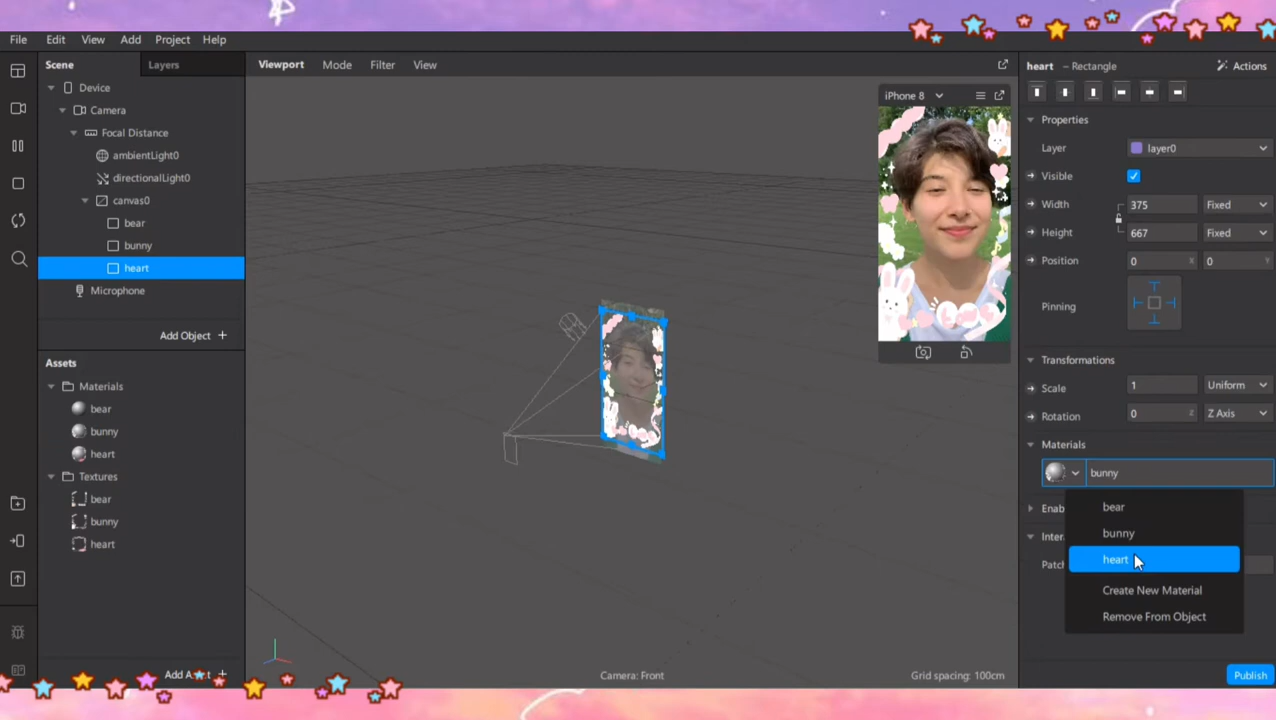 File Edit View Add Project Help
Scene Layers
Device
Camera
Focal Distance
ambientLight0
directionalLight0
canvas0
bear
bunny
heart
Microphone
Add Object +
Assets
Materials
bear
bunny
heart
Textures
bear
bunny
heart
Viewport Mode Filter View
iPhone 8
Camera: Front
Grid spacing: 100cm
heart – Rectangle Actions
Properties
Layer layer0
Visible
Width 375 Fixed
Height 667 Fixed
Position 0 X 0 Y
Pinning
Transformations
Scale 1 Uniform
Rotation 0 Z Z Axis
Materials
bunny
bear
bunny
heart
Create New Material
Remove From Object
Publish